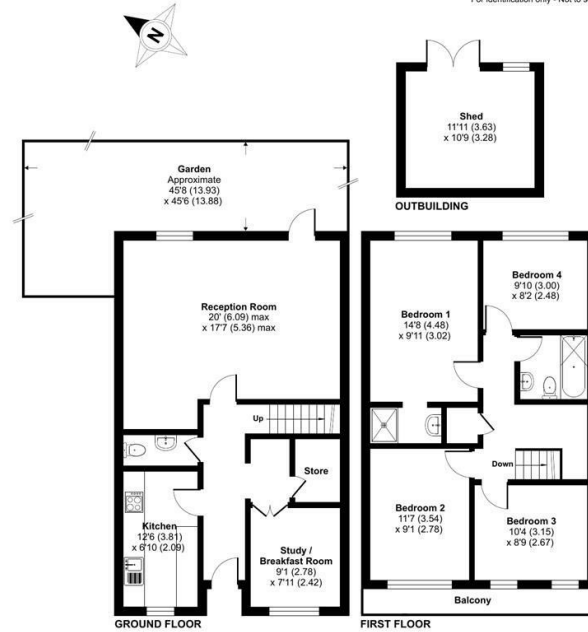 For identification only - Not to s
N
Shed
11'11 (3.63)
x 10'9 (3.28)
OUTBUILDING
Garden
Approximate
45'8 (13.93)
x 45'6 (13.88)
Reception Room
20' (6.09) max
x 17'7 (5.36) max
Up
Store
Kitchen
12'6 (3.81)
x 6'10 (2.09)
Study /
Breakfast Room
9'1 (2.78)
x 7'11 (2.42)
GROUND FLOOR
Bedroom 4
9'10 (3.00)
x 8'2 (2.48)
Bedroom 1
14'8 (4.48)
x 9'11 (3.02)
Down
Bedroom 2
11'7 (3.54)
x 9'1 (2.78)
Bedroom 3
10'4 (3.15)
x 8'9 (2.67)
Balcony
FIRST FLOOR